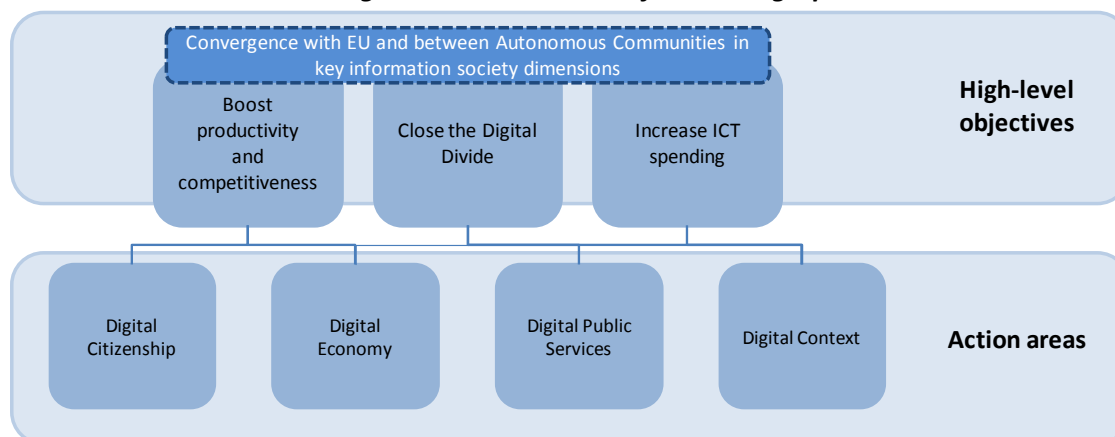 Convergence with EU and between Autonomous Communities in
key information society dimensions
Boost
productivity
and
competitiveness
Close the Digital
Divide
Increase ICT
spending
High-level
objectives
Digital
Citizenship
Digital
Economy
Digital Public
Services
Digital Context
Action areas